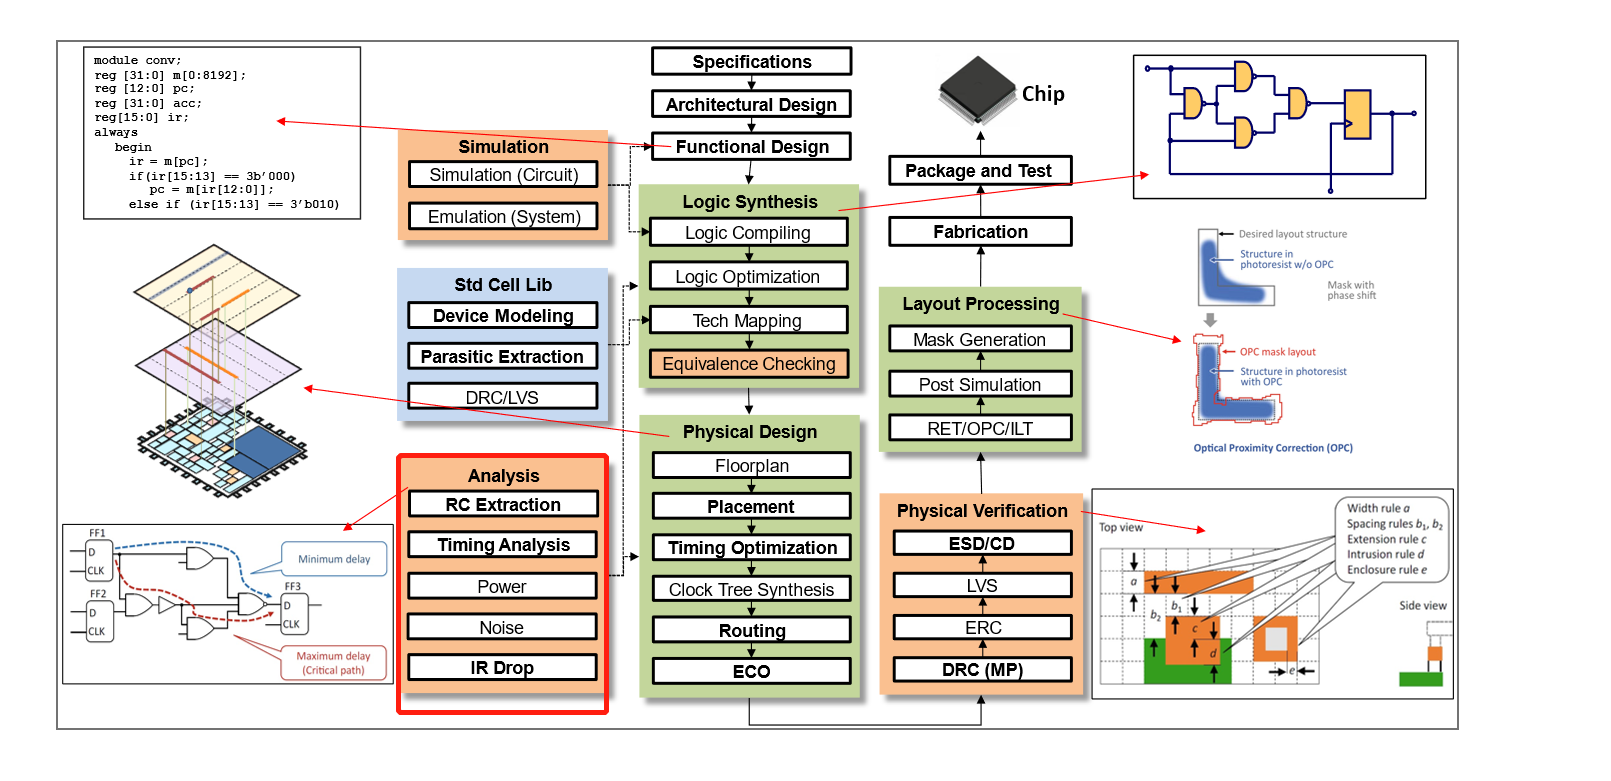 module conv;
reg [31:0] m[0:8192];
reg [12:0] pc;
reg [31:0] acc;
reg[15:0] ir;
always
begin
ir = m[pc];
if(ir[15:13] == 3b'000)
pc = m[ir[12:0]];
else if (ir[15:13] == 3'b010)
Simulation
Simulation (Circuit)
Emulation (System)
Std Cell Lib
Device Modeling
Parasitic Extraction
DRC/LVS
Analysis
RC Extraction
Timing Analysis
Power
Noise
IR Drop
FF1
D
CLK
FF2
D
CLK
FF3
D
CLK
Minimum delay
Maximum delay
(Critical path)
Specifications
Architectural Design
Functional Design
Logic Synthesis
Logic Compiling
Logic Optimization
Tech Mapping
Equivalence Checking
Physical Design
Floorplan
Placement
Timing Optimization
Clock Tree Synthesis
Routing
ECO
Chip
Package and Test
Fabrication
Layout Processing
Mask Generation
Post Simulation
RET/OPC/ILT
Physical Verification
ESD/CD
LVS
ERC
DRC (MP)
Desired layout structure
Structure in
photoresist w/o OPC
Mask with
phase shift
OPC mask layout
Structure in photoresist
with OPC
Optical Proximity Correction (OPC)
Top view
Width rule a
Spacing rules b1, b2
Extension rule c
Intrusion rule d
Enclosure rule e
a
b1
b2
c
d
e
Side view